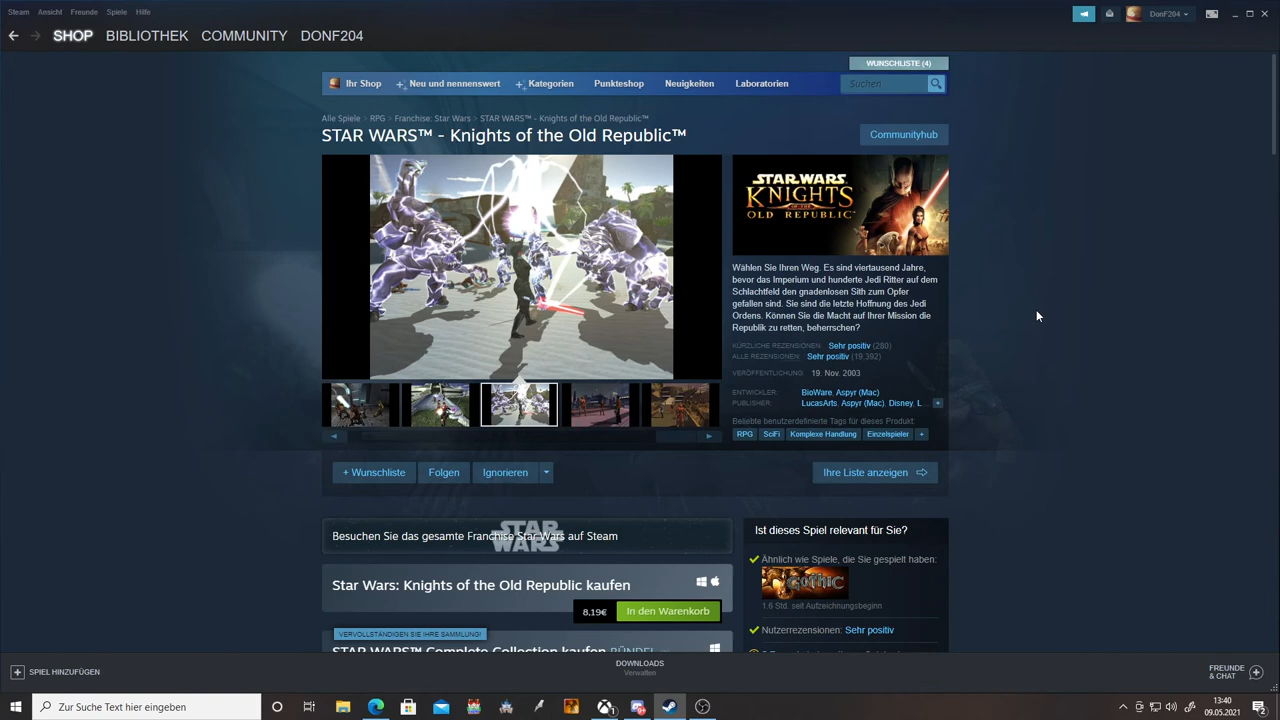 Steam Ansicht Freunde Spiele Hilfe
DonF204
SHOP BIBLIOTHEK COMMUNITY DONF204
WUNSCHLISTE (4)
Ihr Shop Neu und nennenswert Kategorien Punkteshop Neuigkeiten Laboratorien Suchen
Alle Spiele > RPG > Franchise: Star Wars > STAR WARS™ - Knights of the Old Republic™
STAR WARS™ - Knights of the Old Republic™
Communityhub
STAR WARS
KNIGHTS
OF THE
OLD REPUBLIC
Wählen Sie Ihren Weg. Es sind viertausend Jahre,
bevor das Imperium und hunderte Jedi Ritter auf dem
Schlachtfeld den gnadenlosen Sith zum Opfer
gefallen sind. Sie sind die letzte Hoffnung des Jedi
Ordens. Können Sie die Macht auf Ihrer Mission die
Republik zu retten, beherrschen?
KÜRZLICHE REZENSIONEN: Sehr positiv (280)
ALLE REZENSIONEN: Sehr positiv (19,392)
VERÖFFENTLICHUNG: 19. Nov. 2003
ENTWICKLER: BioWare, Aspyr (Mac)
PUBLISHER: LucasArts, Aspyr (Mac), Disney, L... +
Beliebte benutzerdefinierte Tags für dieses Produkt:
RPG SciFi Komplexe Handlung Einzelspieler +
+ Wunschliste Folgen Ignorieren
Ihre Liste anzeigen
STAR WARS
Besuchen Sie das gesamte Franchise Star Wars auf Steam
Ist dieses Spiel relevant für Sie?
Ähnlich wie Spiele, die Sie gespielt haben:
GOTHIC
1.6 Std. seit Aufzeichnungsbeginn
Star Wars: Knights of the Old Republic kaufen
8,19€ In den Warenkorb
Nutzerrezensionen: Sehr positiv
VERVOLLSTÄNDIGEN SIE IHRE SAMMLUNG!
STAR WARS™ Complete Collection kaufen BÜNDEL
SPIEL HINZUFÜGEN
DOWNLOADS
Verwalten
FREUNDE
& CHAT
Zur Suche Text hier eingeben
13:40
09.05.2021